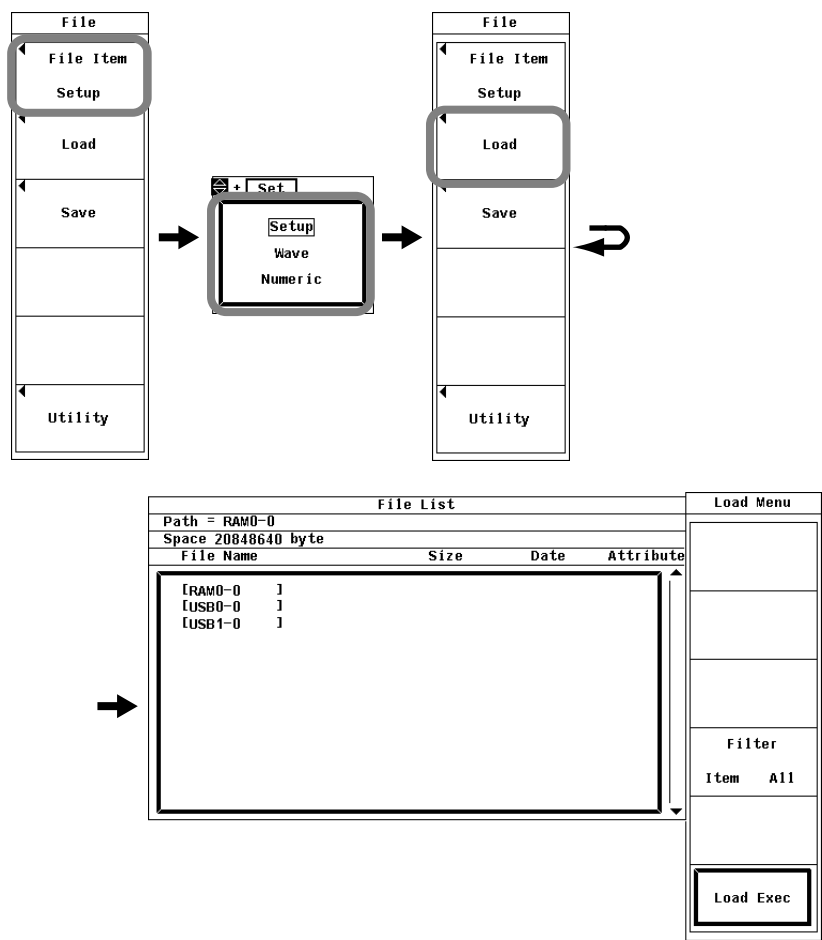 File
File Item
Setup
Load
Save
Utility
+ Set
Setup
Wave
Numeric
File
File Item
Setup
Load
Save
Utility
File List
Path = RAM0-0
Space 20848640 byte
File Name Size Date Attribute
[RAM0-0 ]
[USB0-0 ]
[USB1-0 ]
Load Menu
Filter
Item All
Load Exec